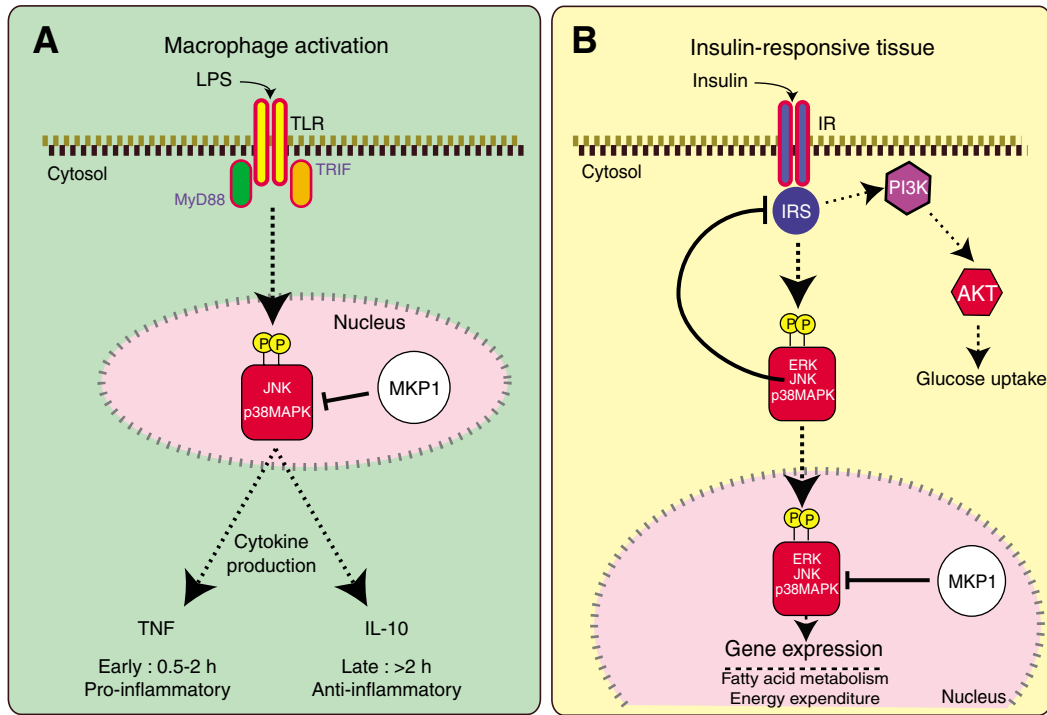 A
Macrophage activation
LPS
TLR
Cytosol
MyD88
TRIF
Nucleus
P P
JNK
p38MAPK
MKP1
Cytokine
production
TNF
IL-10
Early : 0.5-2 h
Pro-inflammatory
Late : >2 h
Anti-inflammatory
B
Insulin-responsive tissue
Insulin
IR
Cytosol
IRS
PI3K
AKT
Glucose uptake
P P
ERK
JNK
p38MAPK
P P
ERK
JNK
p38MAPK
MKP1
Gene expression
Fatty acid metabolism
Energy expenditure
Nucleus